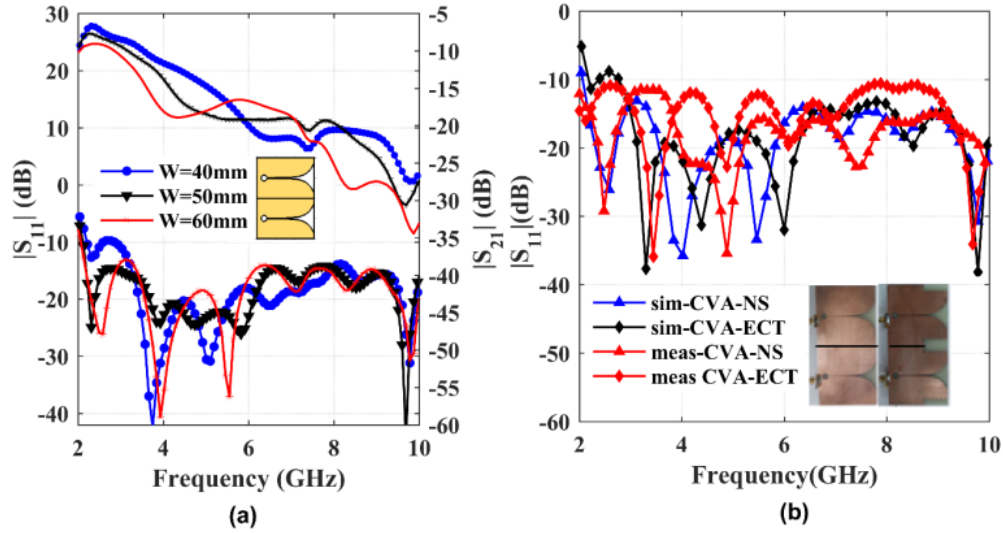 30
20
10
0
-10
-20
-30
-40
|S11| (dB)
W=40mm
W=50mm
W=60mm
-5
-10
-15
-20
-25
-30
-35
-40
-45
-50
-55
-60
|S21| (dB)
2
4
6
8
10
Frequency (GHz)
(a)
0
-10
-20
-30
-40
-50
-60
|S11|(dB)
sim-CVA-NS
sim-CVA-ECT
meas-CVA-NS
meas CVA-ECT
2
4
6
8
10
Frequency(GHz)
(b)